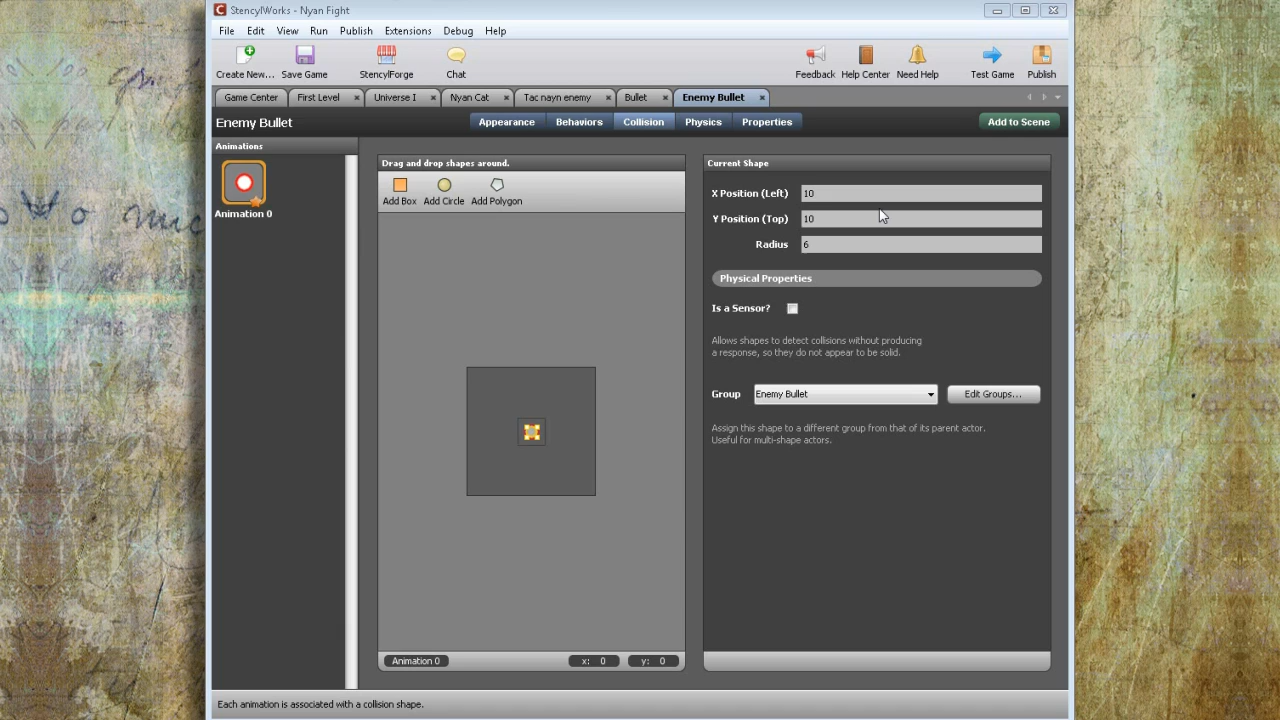 StencylWorks - Nyan Fight
File Edit View Run Publish Extensions Debug Help
Create New... Save Game StencylForge Chat Feedback Help Center Need Help Test Game Publish
Game Center First Level Universe I Nyan Cat Tac nayn enemy Bullet Enemy Bullet
Enemy Bullet Appearance Behaviors Collision Physics Properties Add to Scene
Animations
Animation 0
Drag and drop shapes around.
Add Box Add Circle Add Polygon
Animation 0 x: 0 y: 0
Current Shape
X Position (Left) 10
Y Position (Top) 10
Radius 6
Physical Properties
Is a Sensor?
Allows shapes to detect collisions without producing
a response, so they do not appear to be solid.
Group Enemy Bullet Edit Groups...
Assign this shape to a different group from that of its parent actor.
Useful for multi-shape actors.
Each animation is associated with a collision shape.